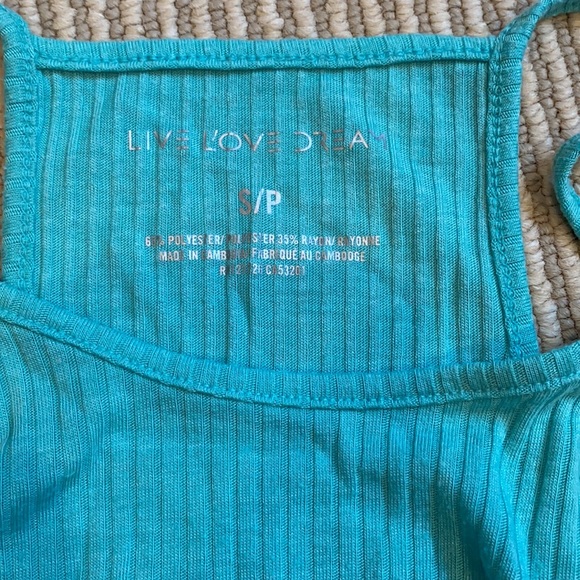 LIVE LOVE DREAM
S/P
POLYESTER/POLYESTER 35% RAYON/RAYONNE
MADE IN CAMBODIA/FABRIQUÉ AU CAMBODGE